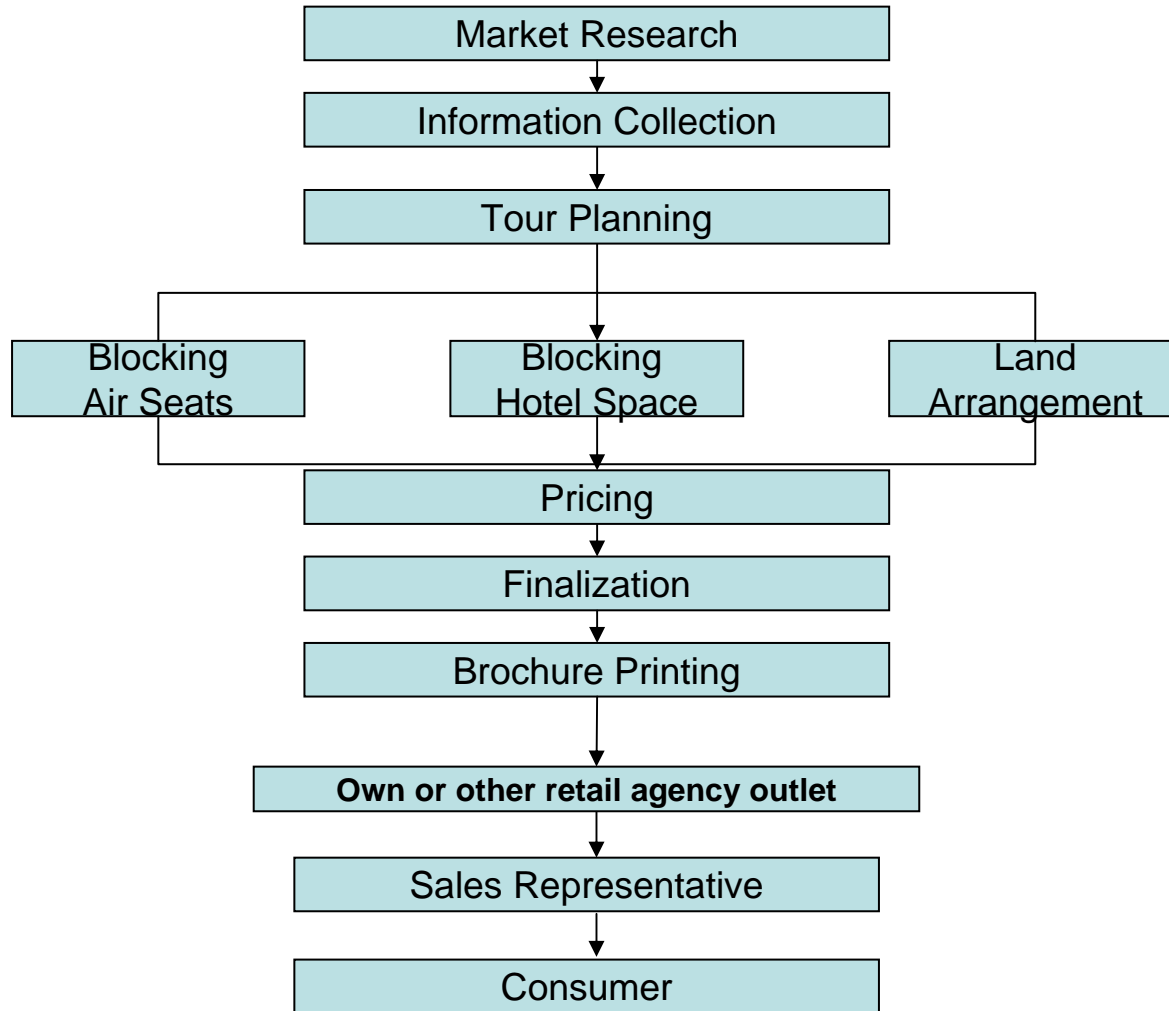 Market Research
Information Collection
Tour Planning
Blocking
Air Seats
Blocking
Hotel Space
Land
Arrangement
Pricing
Finalization
Brochure Printing
Own or other retail agency outlet
Sales Representative
Consumer